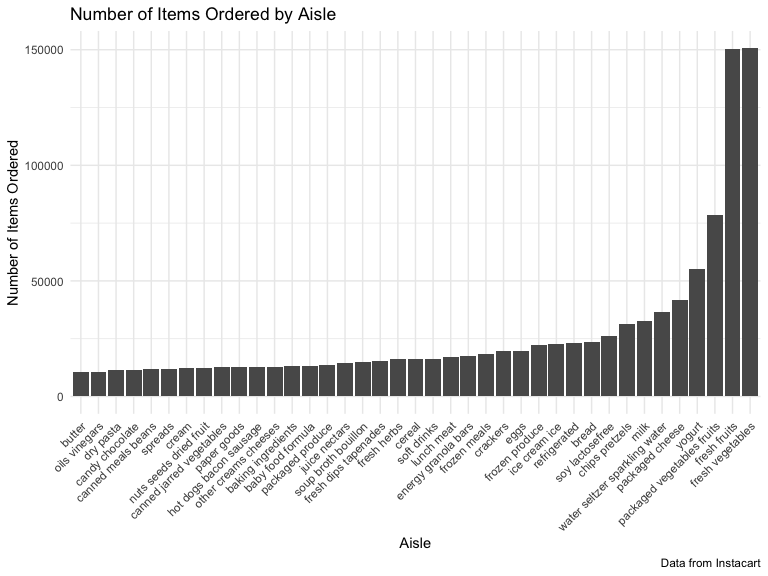 Number of Items Ordered by Aisle
Number of Items Ordered
150000
100000
50000
0
butter
oils vinegars
dry pasta
candy chocolate
canned meals beans
spreads
cream
nuts seeds dried fruit
canned jarred vegetables
paper goods
hot dogs bacon sausage
other creams cheeses
baking ingredients
baby food formula
packaged produce
juice nectars
soup broth bouillon
fresh dips tapenades
fresh herbs
cereal
soft drinks
lunch meat
energy granola bars
frozen meals
crackers
eggs
frozen produce
ice cream ice
refrigerated
bread
soy lactosefree
chips pretzels
milk
water seltzer sparkling water
packaged cheese
yogurt
packaged vegetables fruits
fresh fruits
fresh vegetables
Aisle
Data from Instacart